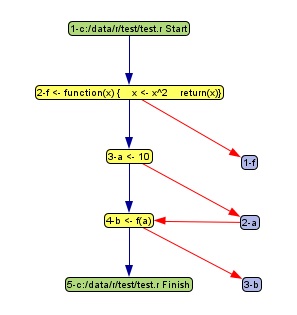 1-c:/data/r/test/test.r Start
2-f <- function(x) {    x <- x^2    return(x)}
3-a <- 10
1-f
4-b <- f(a)
2-a
5-c:/data/r/test/test.r Finish
3-b